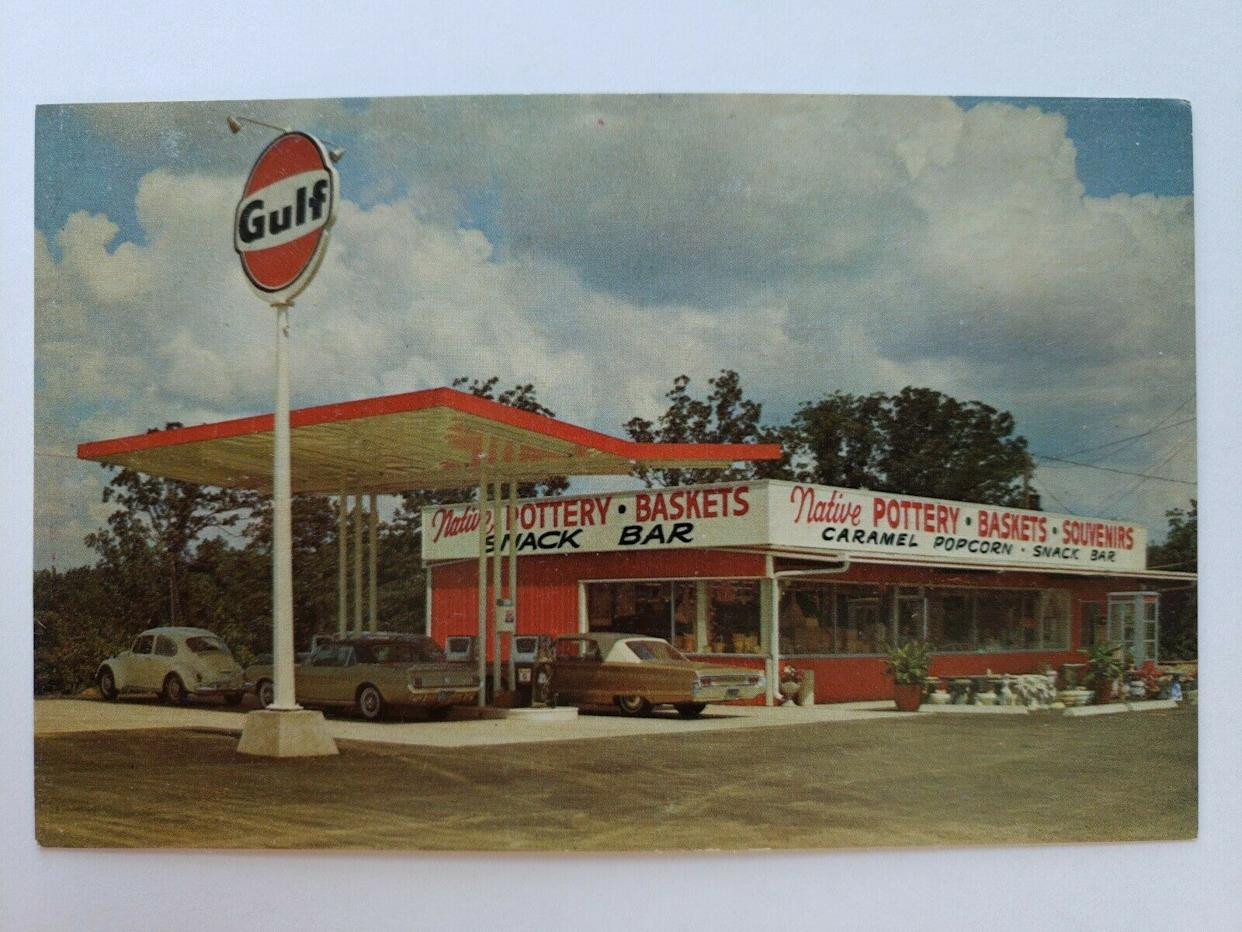 Gulf
Native POTTERY • BASKETS
SNACK BAR
Native POTTERY • BASKETS • SOUVENIRS
CARAMEL POPCORN • SNACK BAR